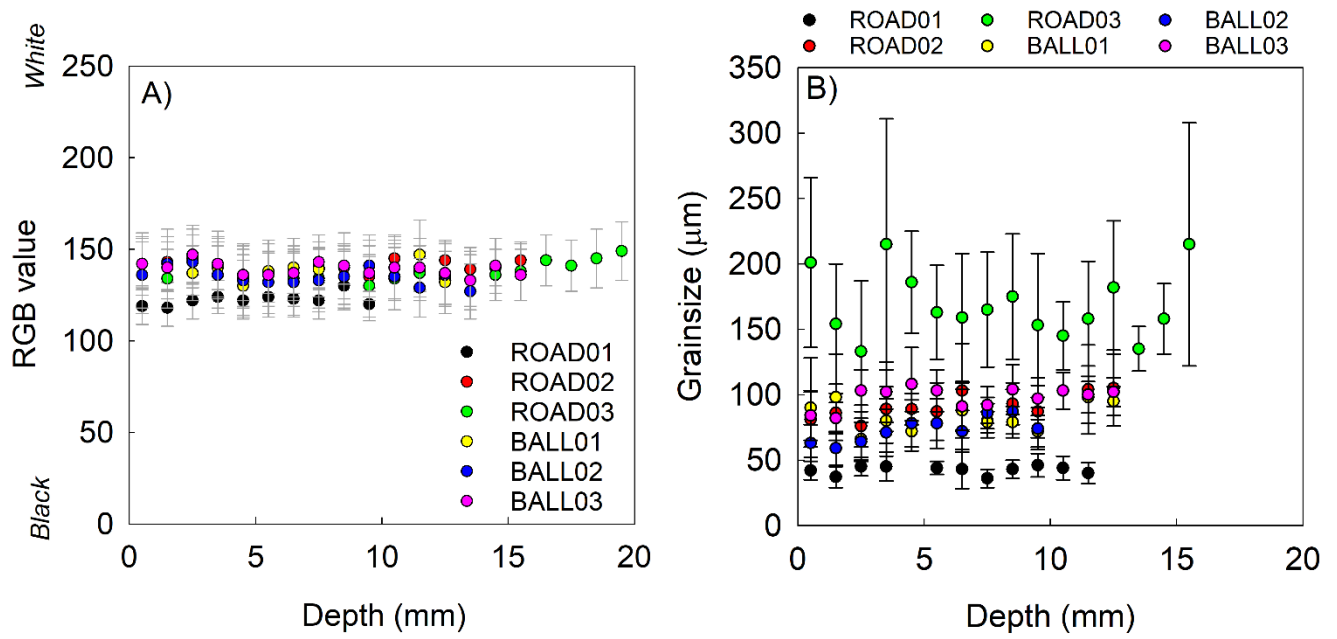 ROAD01 ROAD03 BALL02
ROAD02 BALL01 BALL03
White
250
200
150
100
50
0
RGB value
Black
A)
ROAD01
ROAD02
ROAD03
BALL01
BALL02
BALL03
0 5 10 15 20
Depth (mm)
350
300
250
200
150
100
50
0
Grainsize (μm)
B)
0 5 10 15 20
Depth (mm)